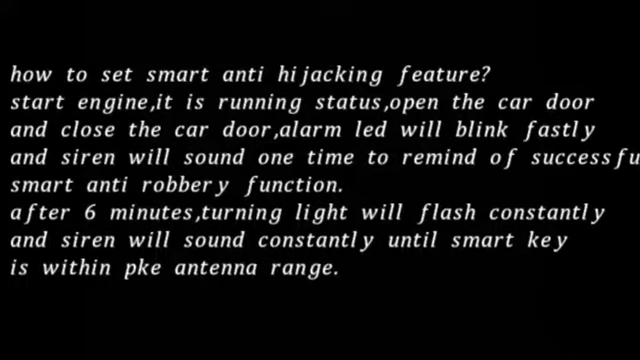 how to set smart anti hijacking feature?
start engine,it is running status,open the car door
and close the car door,alarm led will blink fastly
and siren will sound one time to remind of successfu
smart anti robbery function.
after 6 minutes,turning light will flash constantly
and siren will sound constantly until smart key
is within pke antenna range.